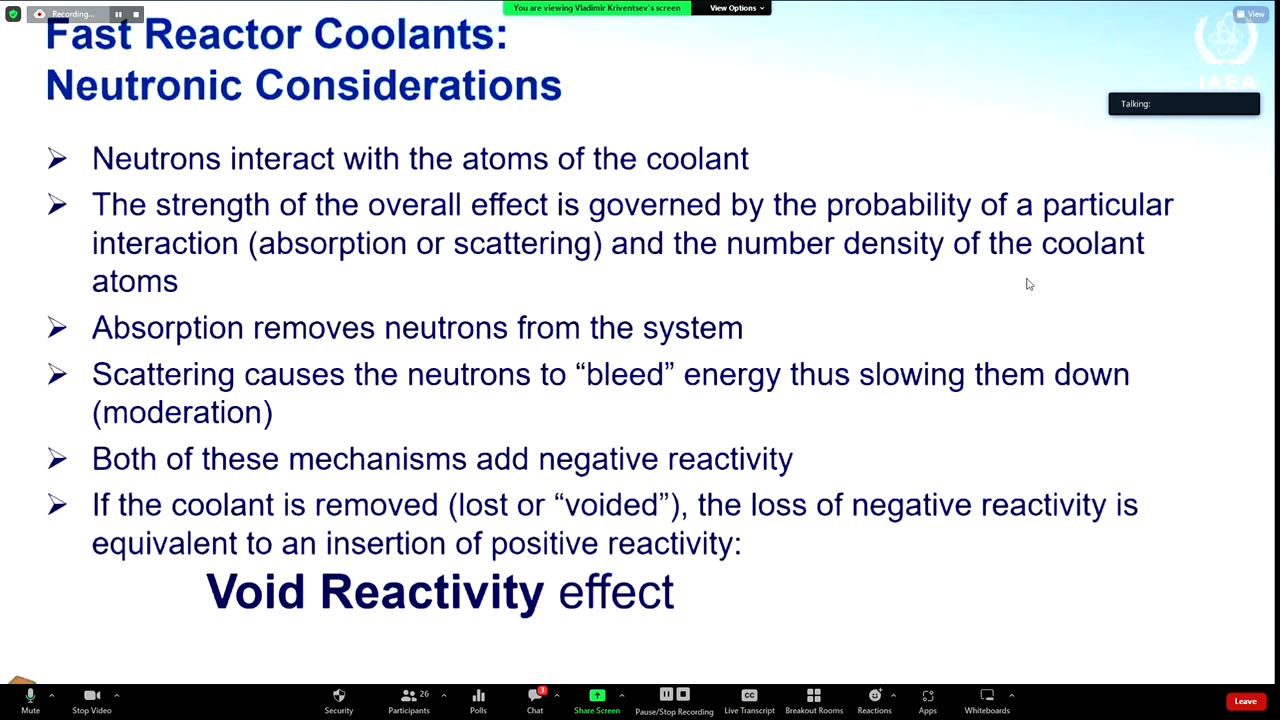 Recording...
You are viewing Vladimir Kriventsev's screen
View Options
View
Fast Reactor Coolants:
Neutronic Considerations
IAEA
Talking:
Neutrons interact with the atoms of the coolant
The strength of the overall effect is governed by the probability of a particular
interaction (absorption or scattering) and the number density of the coolant
atoms
Absorption removes neutrons from the system
Scattering causes the neutrons to “bleed” energy thus slowing them down
(moderation)
Both of these mechanisms add negative reactivity
If the coolant is removed (lost or “voided”), the loss of negative reactivity is
equivalent to an insertion of positive reactivity:
Void Reactivity effect
Mute
Stop Video
Security
Participants 26
Polls
Chat 3
Share Screen
Pause/Stop Recording
CC Live Transcript
Breakout Rooms
Reactions
Apps
Whiteboards
Leave